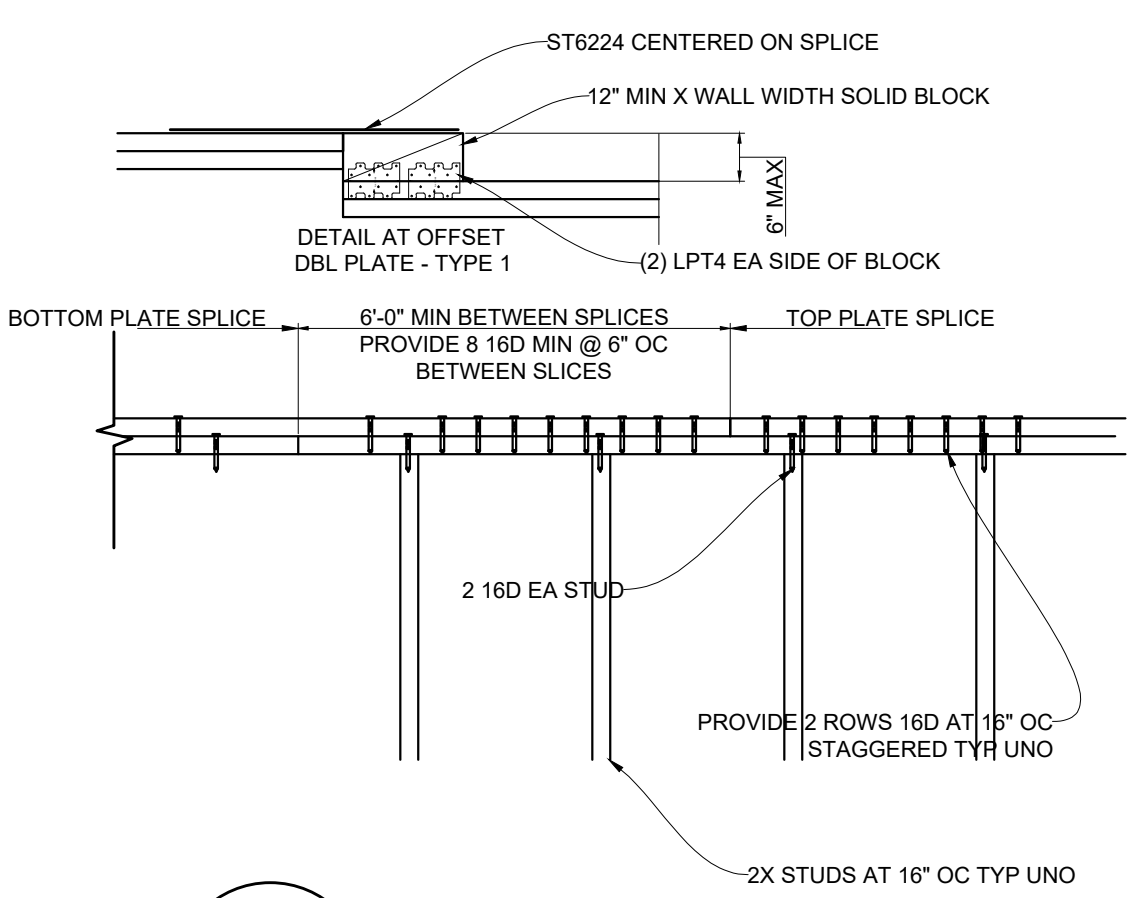 ST6224 CENTERED ON SPLICE
12" MIN X WALL WIDTH SOLID BLOCK
6" MAX
DETAIL AT OFFSET
DBL PLATE - TYPE 1
(2) LPT4 EA SIDE OF BLOCK
BOTTOM PLATE SPLICE
6'-0" MIN BETWEEN SPLICES
PROVIDE 8 16D MIN @ 6" OC
BETWEEN SLICES
TOP PLATE SPLICE
2 16D EA STUD
PROVIDE 2 ROWS 16D AT 16" OC
STAGGERED TYP UNO
2X STUDS AT 16" OC TYP UNO